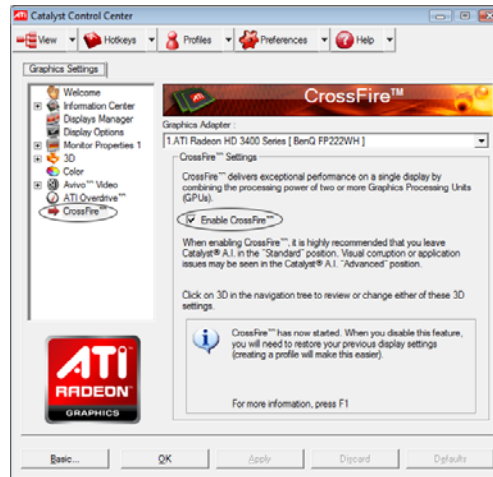 Catalyst Control Center
View
Hotkeys
Profiles
Preferences
Help
Graphics Settings
Welcome
Information Center
Displays Manager
Display Options
Monitor Properties 1
3D
Color
Avivo™ Video
ATI Overdrive™
CrossFire™
ATI
RADEON
GRAPHICS
CrossFire™
Graphics Adapter :
1.ATI Radeon HD 3400 Series [ BenQ FP222WH ]
CrossFire™ Settings
CrossFire™ delivers exceptional performance on a single display by
combining the processing power of two or more Graphics Processing Units
(GPUs).
Enable CrossFire™
When enabling CrossFire™, it is highly recommended that you leave
Catalyst® A.I. in the "Standard" position. Visual corruption or application
issues may be seen in the Catalyst® A.I. "Advanced" position.
Click on 3D in the navigation tree to review or change either of these 3D
settings.
CrossFire™ has now started. When you disable this feature,
you will need to restore your previous display settings
(creating a profile will make this easier).
For more information, press F1
Basic...
OK
Apply
Discard
Defaults